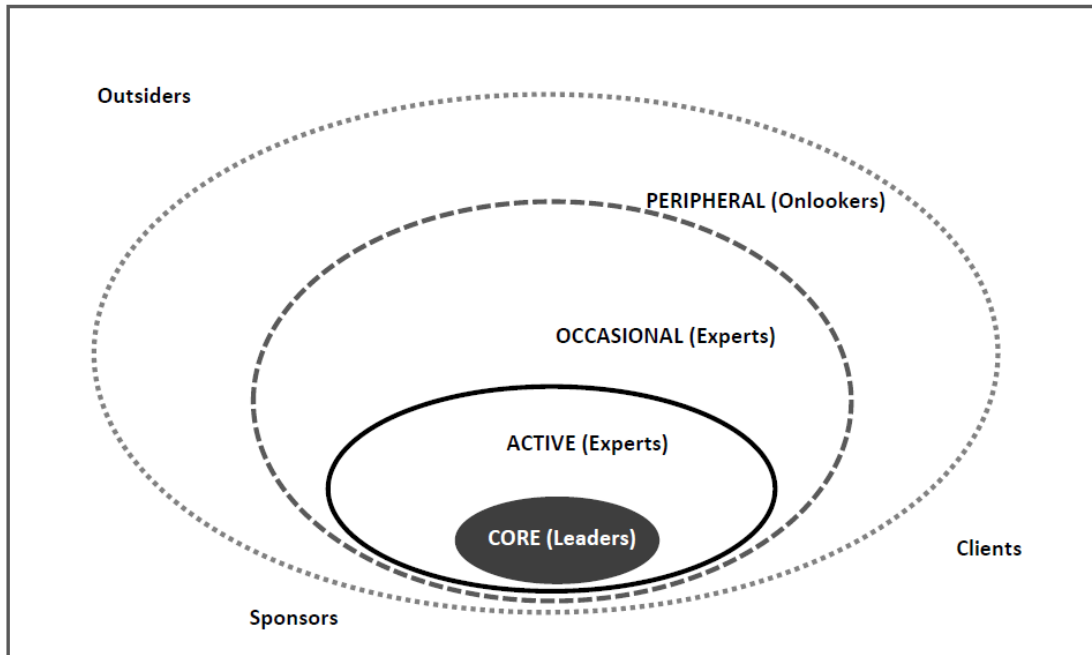 Outsiders
PERIPHERAL (Onlookers)
OCCASIONAL (Experts)
ACTIVE (Experts)
CORE (Leaders)
Clients
Sponsors